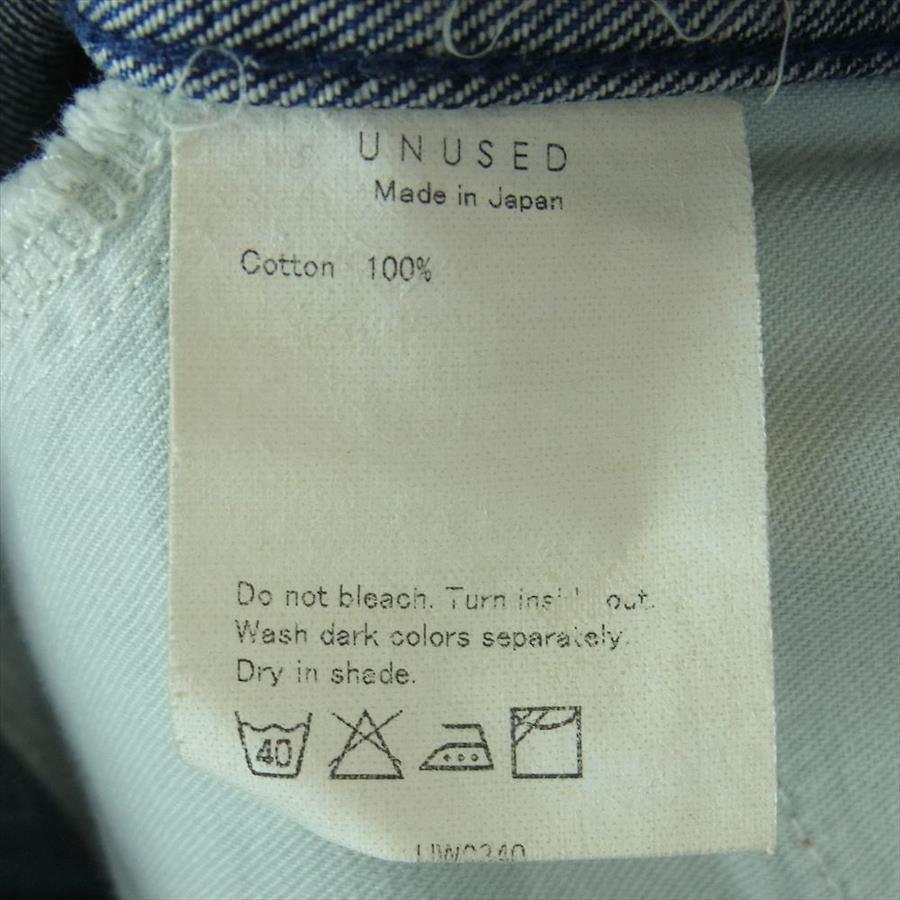 UNUSED
Made in Japan
Cotton 100%
Do not bleach. Turn out.
Wash dark colors separately.
Dry in shade.
40